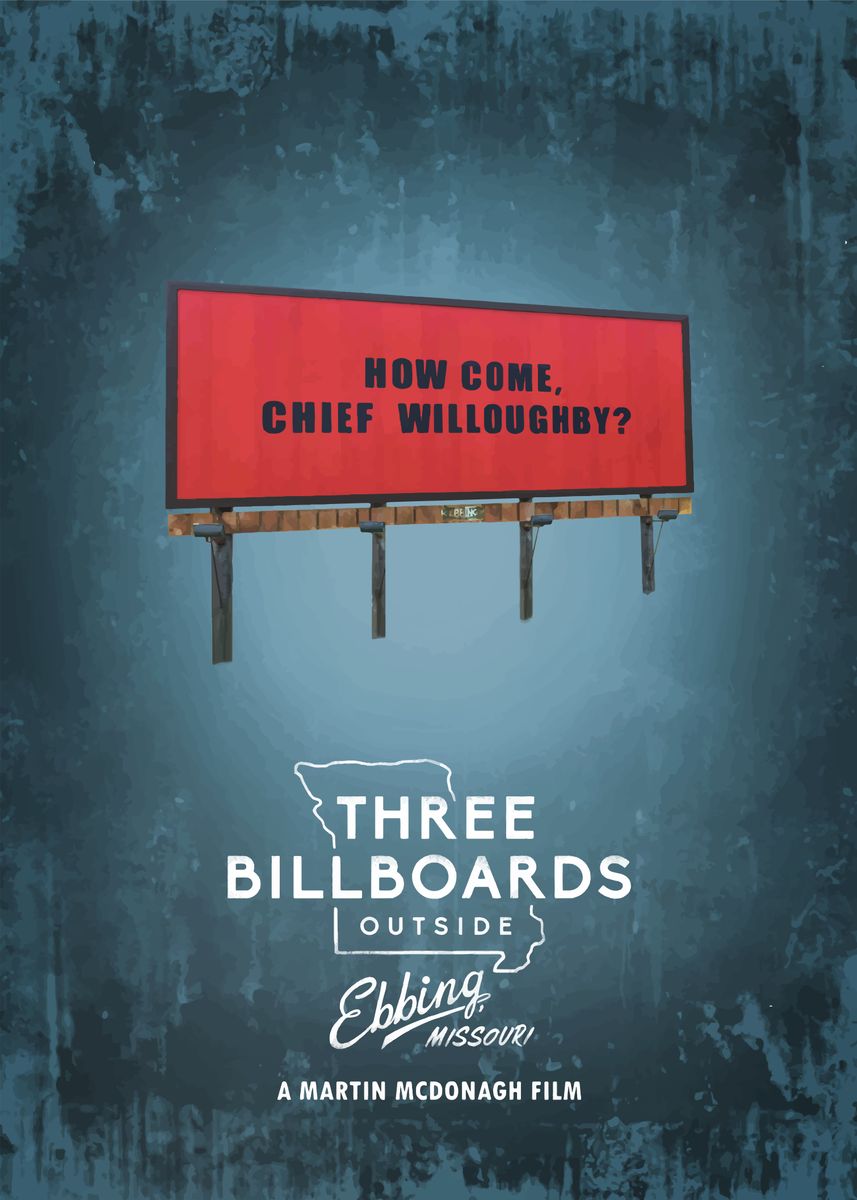 HOW COME,
CHIEF WILLOUGHBY?
THREE
BILLBOARDS
OUTSIDE
Ebbing,
MISSOURI
A MARTIN MCDONAGH FILM